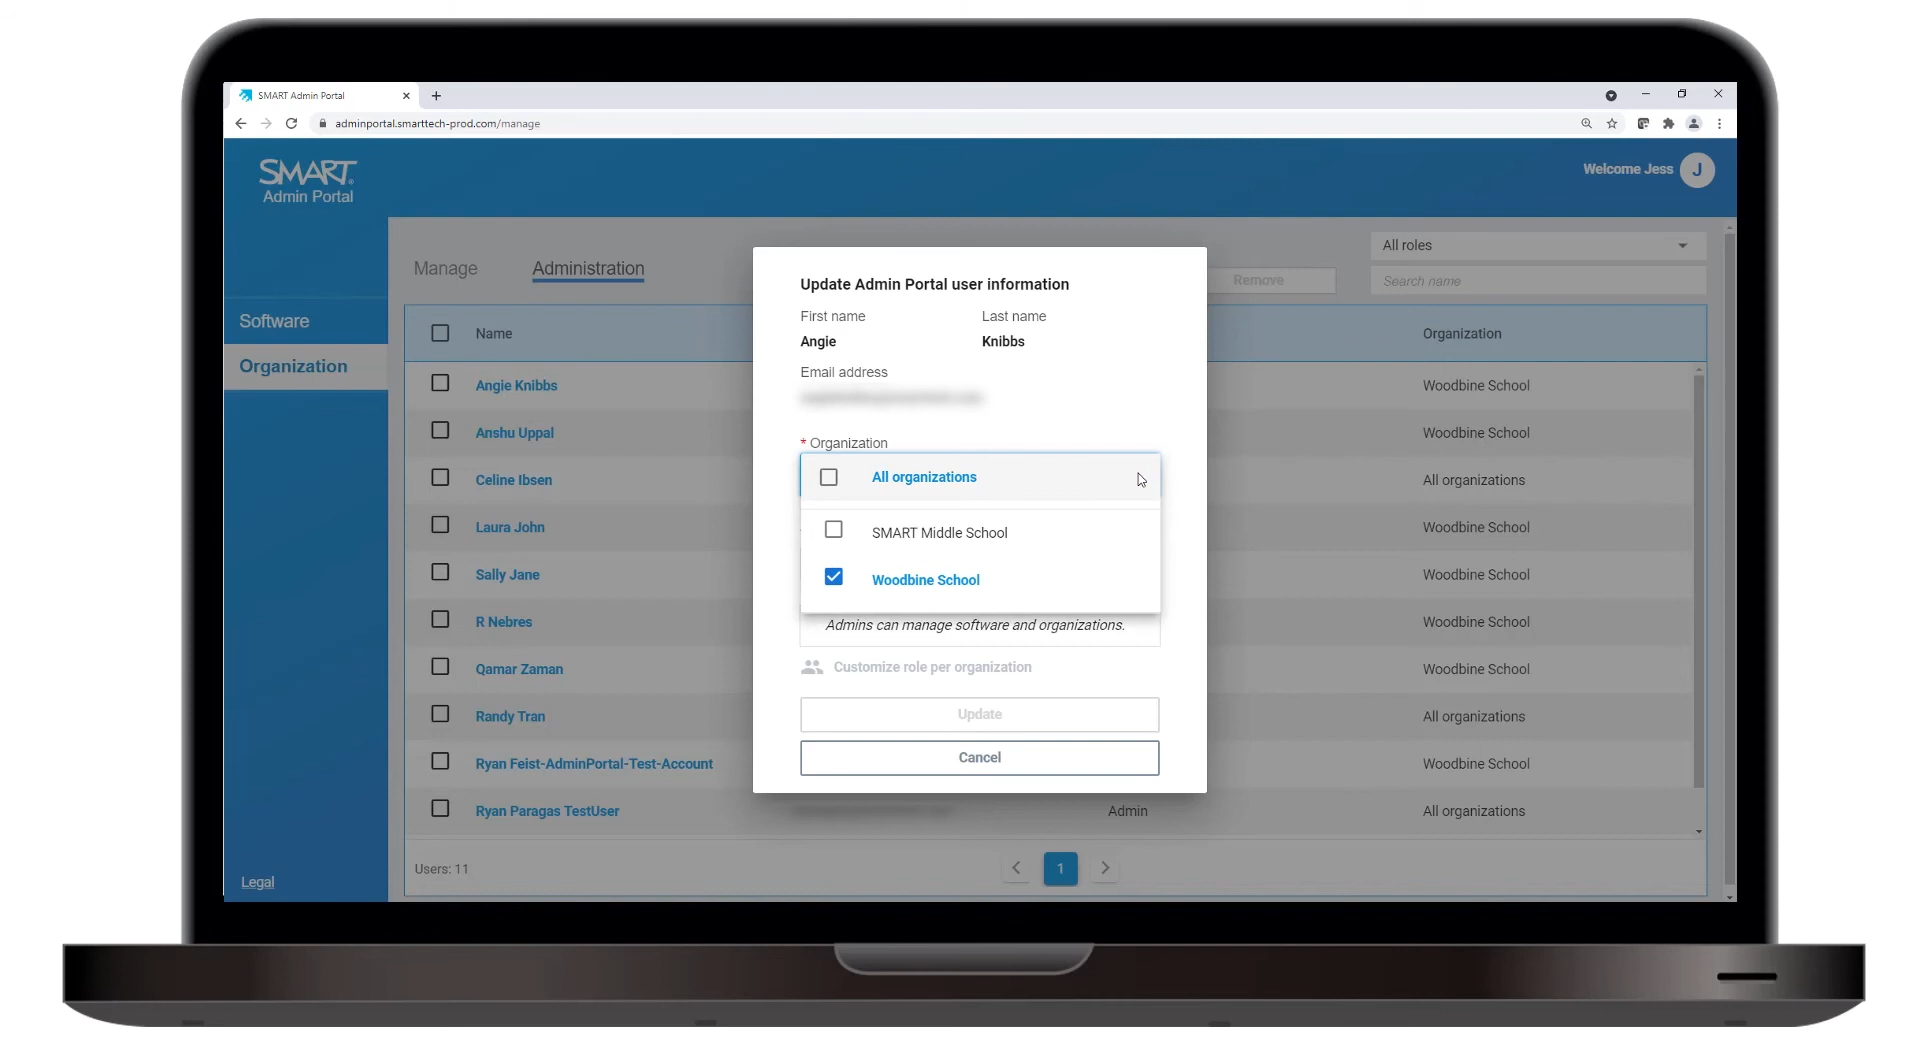 SMART Admin Portal
adminportal.smarttech-prod.com/manage
SMART
Admin Portal
Welcome Jess J
All roles
Manage Administration
Remove
Search name
Software
Organization
Name Organization
Angie Knibbs Woodbine School
Anshu Uppal Woodbine School
Celine Ibsen All organizations
Laura John Woodbine School
Sally Jane Woodbine School
R Nebres Woodbine School
Qamar Zaman Woodbine School
Randy Tran All organizations
Ryan Feist-AdminPortal-Test-Account Woodbine School
Ryan Paragas TestUser Admin All organizations
Users: 11
1
Legal
Update Admin Portal user information
First name Last name
Angie Knibbs
Email address
* Organization
All organizations
SMART Middle School
Woodbine School
Admins can manage software and organizations.
Customize role per organization
Update
Cancel